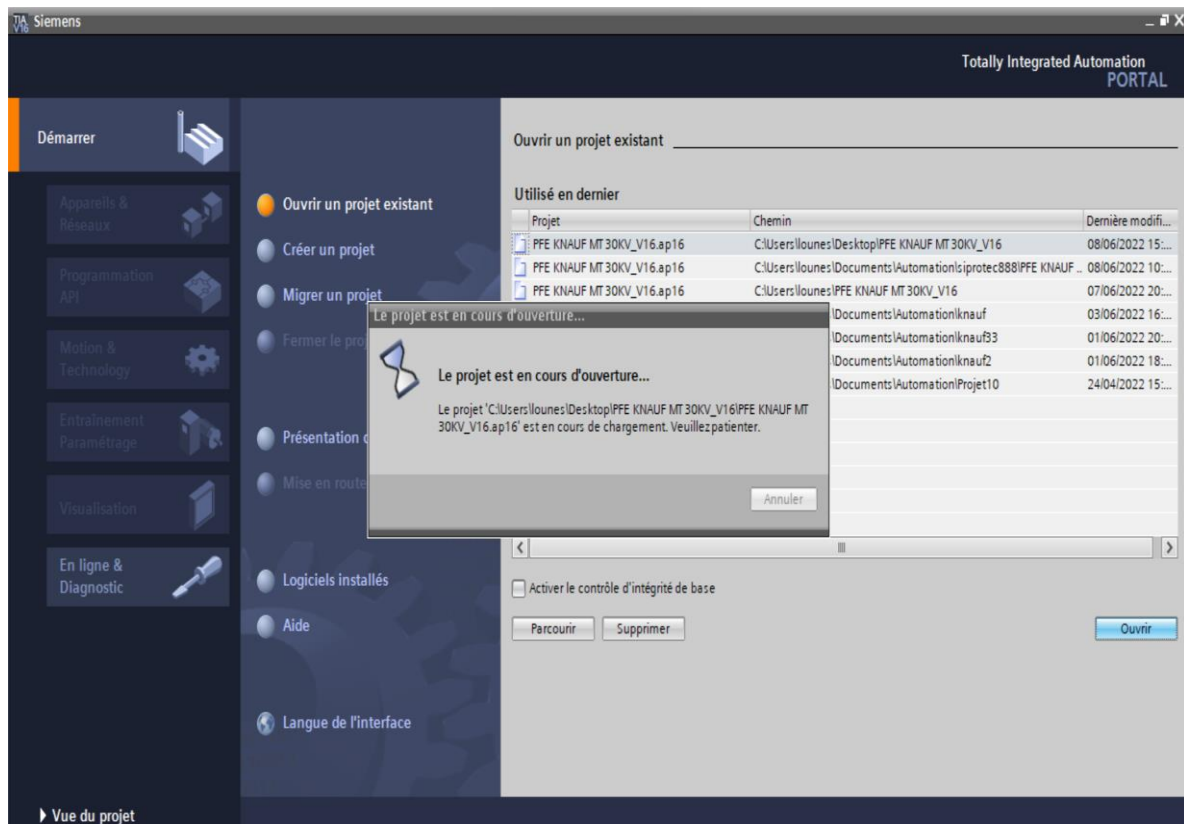 TIA
V16
Siemens
Totally Integrated Automation
PORTAL
Démarrer
Appareils &
Réseaux
Programmation
API
Motion &
Technology
Entraînement
Paramétrage
Visualisation
En ligne &
Diagnostic
Vue du projet
Ouvrir un projet existant
Créer un projet
Migrer un projet
Fermer le pro
Présentation
Mise en route
Logiciels installés
Aide
Langue de l'interface
Ouvrir un projet existant
Utilisé en dernier
Projet Chemin Dernière modifi...
PFE KNAUF MT 30KV_V16.ap16 C:\Users\lounes\Desktop\PFE KNAUF MT 30KV_V16 08/06/2022 15:...
PFE KNAUF MT 30KV_V16.ap16 C:\Users\lounes\Documents\Automation\siprotec888\PFE KNAUF .. 08/06/2022 10:...
PFE KNAUF MT 30KV_V16.ap16 C:\Users\lounes\PFE KNAUF MT 30KV_V16 07/06/2022 20:...
\Documents\Automation\knauf 03/06/2022 16:...
\Documents\Automation\knauf33 01/06/2022 20:...
\Documents\Automation\knauf2 01/06/2022 18:...
\Documents\Automation\Projet10 24/04/2022 15:...
Le projet est en cours d'ouverture...
Le projet est en cours d'ouverture...
Le projet 'C:\Users\lounes\Desktop\PFE KNAUF MT 30KV_V16\PFE KNAUF MT
30KV_V16.ap16' est en cours de chargement. Veuillez patienter.
Annuler
Activer le contrôle d'intégrité de base
Parcourir Supprimer Ouvrir